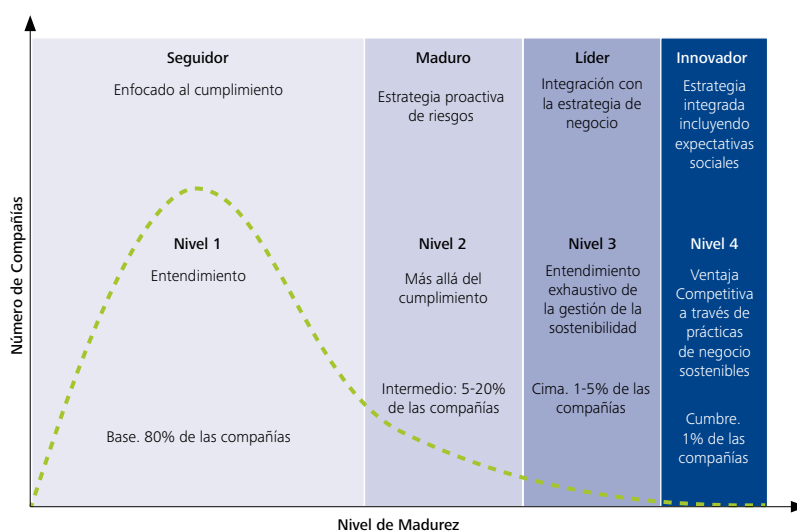 Seguidor
Enfocado al cumplimiento
Maduro
Estrategia proactiva
de riesgos
Líder
Integración con
la estrategia de
negocio
Innovador
Estrategia
integrada
incluyendo
expectativas
sociales
Número de Compañías
Nivel 1
Entendimiento
Nivel 2
Más allá del
cumplimiento
Nivel 3
Entendimiento
exhaustivo de
la gestión de la
sostenibilidad
Nivel 4
Ventaja
Competitiva
a través de
prácticas
de negocio
sostenibles
Base. 80% de las compañías
Intermedio: 5-20%
de las compañías
Cima. 1-5% de las
compañías
Cumbre.
1% de las
compañías
Nivel de Madurez